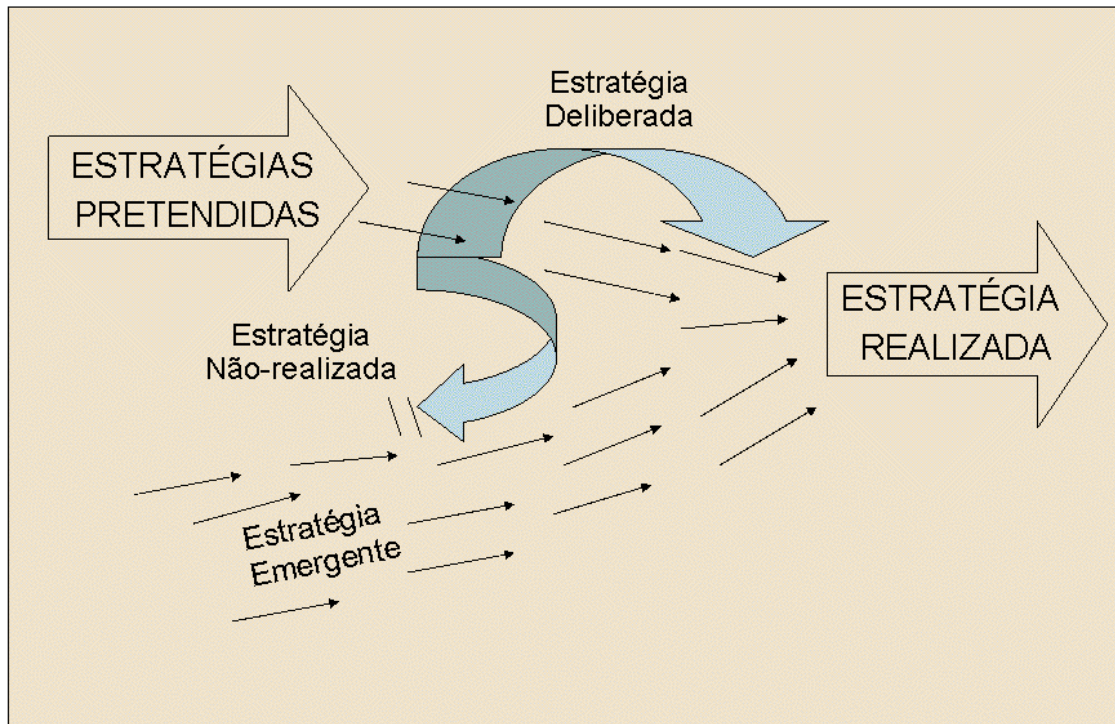 Estratégia
Deliberada
ESTRATÉGIAS
PRETENDIDAS
ESTRATÉGIA
REALIZADA
Estratégia
Não-realizada
Estratégia
Emergente